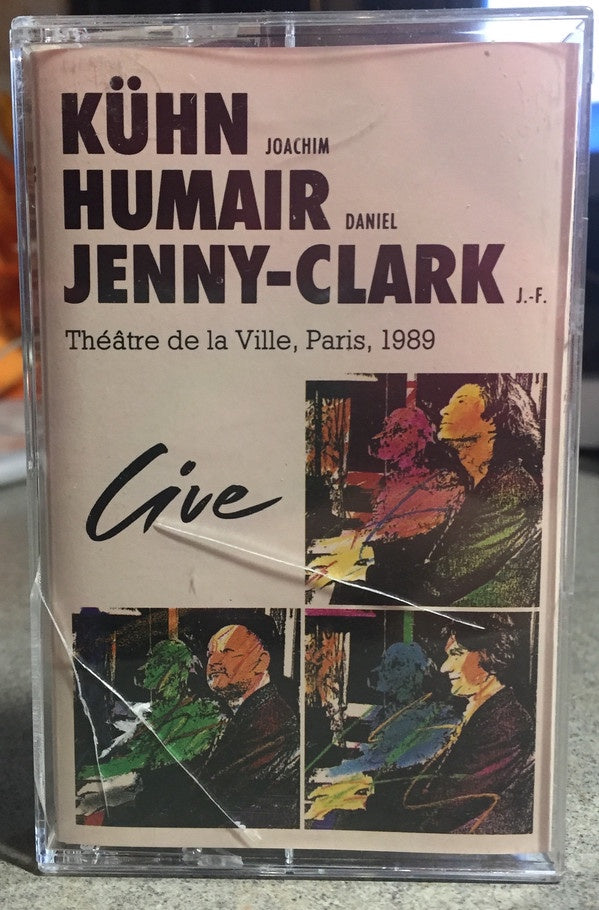 KÜHN JOACHIM
HUMAIR DANIEL
JENNY-CLARK J.-F.
Théâtre de la Ville, Paris, 1989
Live